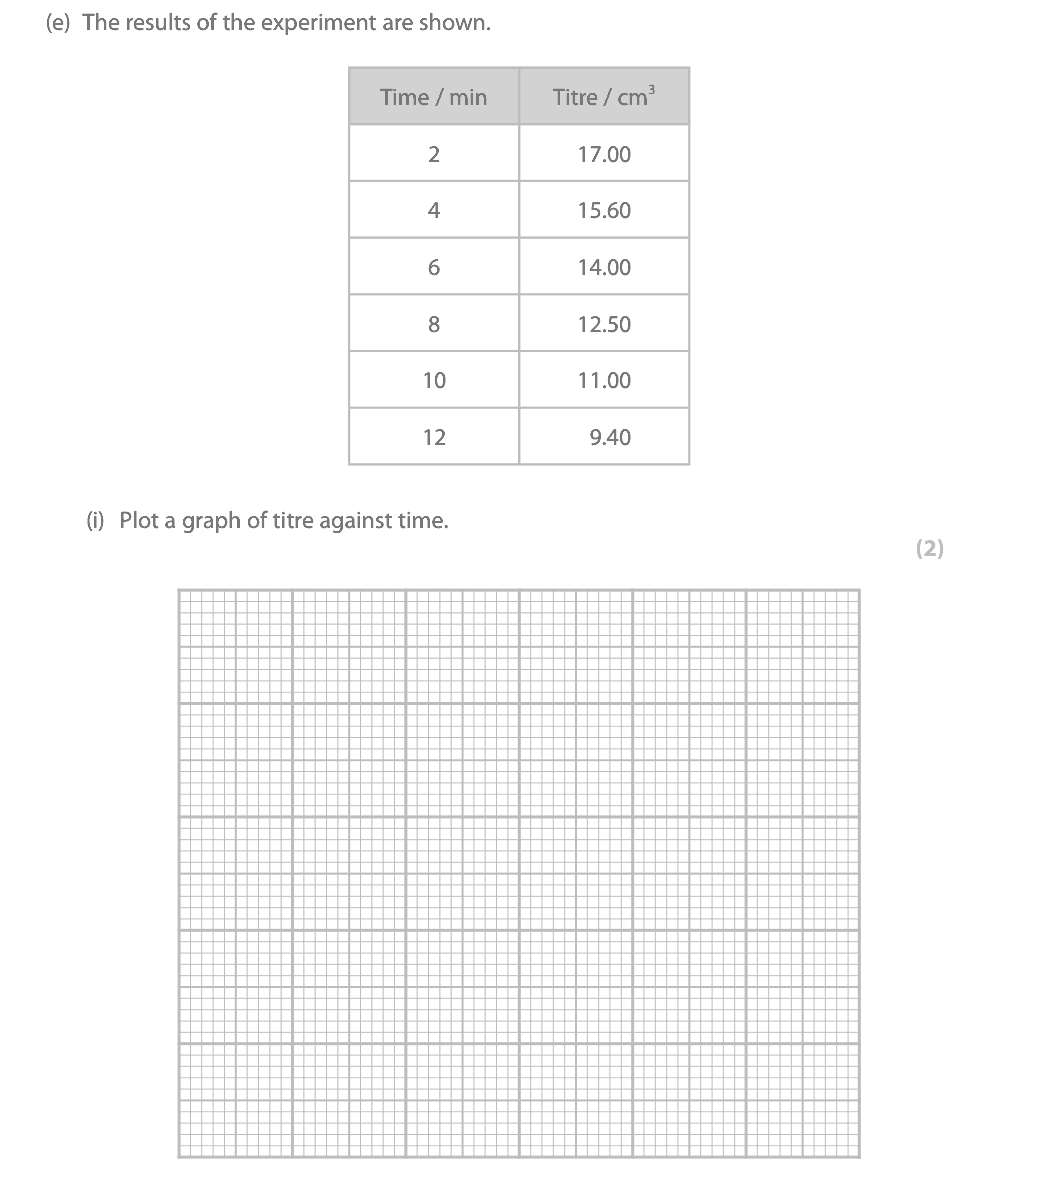 (e) The results of the experiment are shown.
Time / min Titre / cm³
2 17.00
4 15.60
6 14.00
8 12.50
10 11.00
12 9.40
(i) Plot a graph of titre against time.
(2)